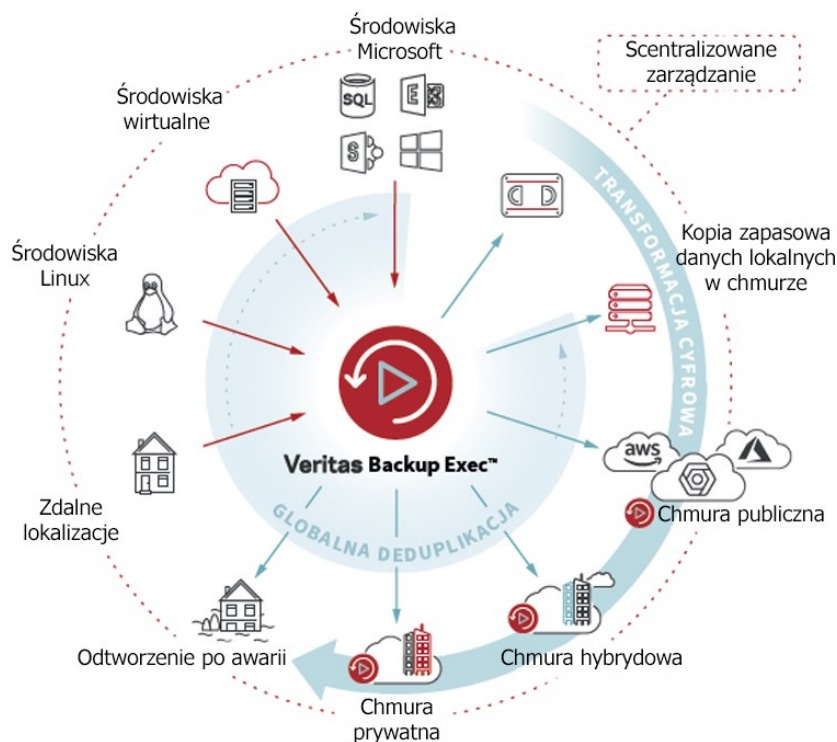 Środowiska
Microsoft
SQL
E
S
Środowiska
wirtualne
Scentralizowane
zarządzanie
TRANSFORMACJA CYFROWA
Środowiska
Linux
Kopia zapasowa
danych lokalnych
w chmurze
Veritas Backup Exec™
aws
Zdalne
lokalizacje
GLOBALNA DEDUPLIKACJA
Chmura publiczna
Odtworzenie po awarii
Chmura hybrydowa
Chmura
prywatna